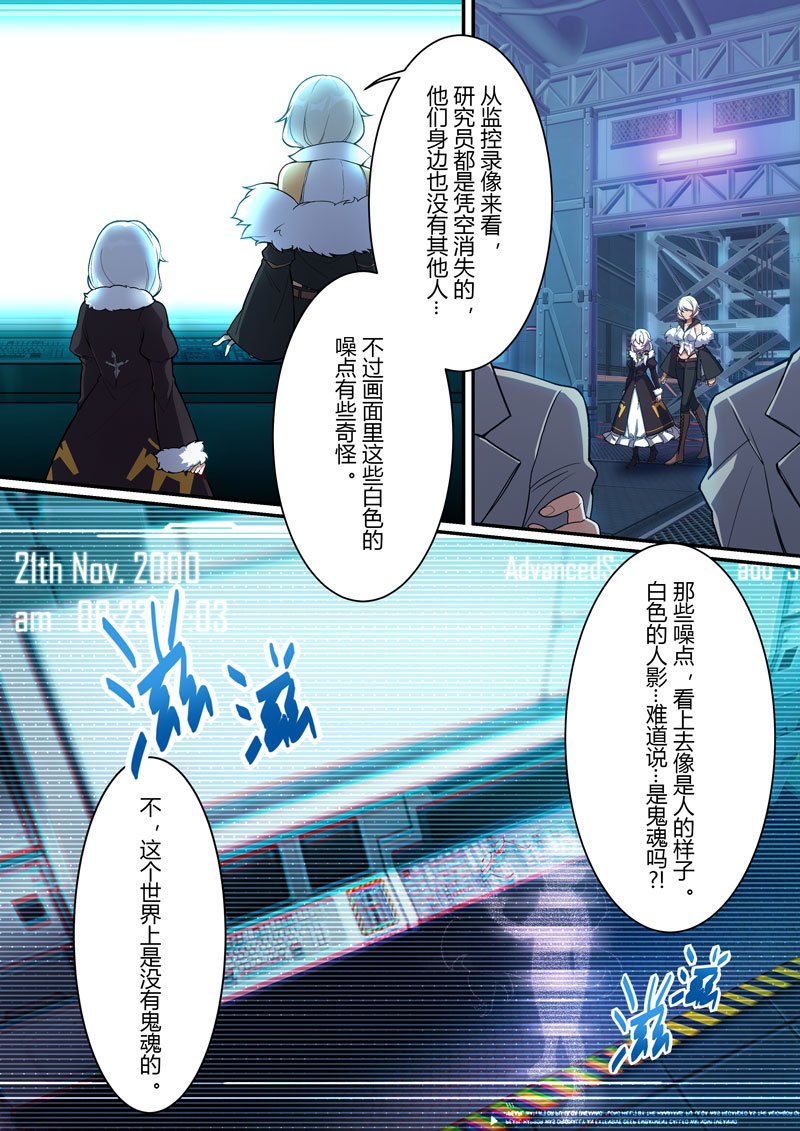 从监控录像来看，
研究员都是凭空消失的，
他们身边也没有其他人…
不过画面里这些白色的
噪点有些奇怪。
21th Nov. 2000
am
AdvancedS
add S
滋
滋
那些噪点，看上去像是人的样子。
白色的人影…难道说…是鬼魂吗?!
不，这个世界上是没有鬼魂的。
滋
滋